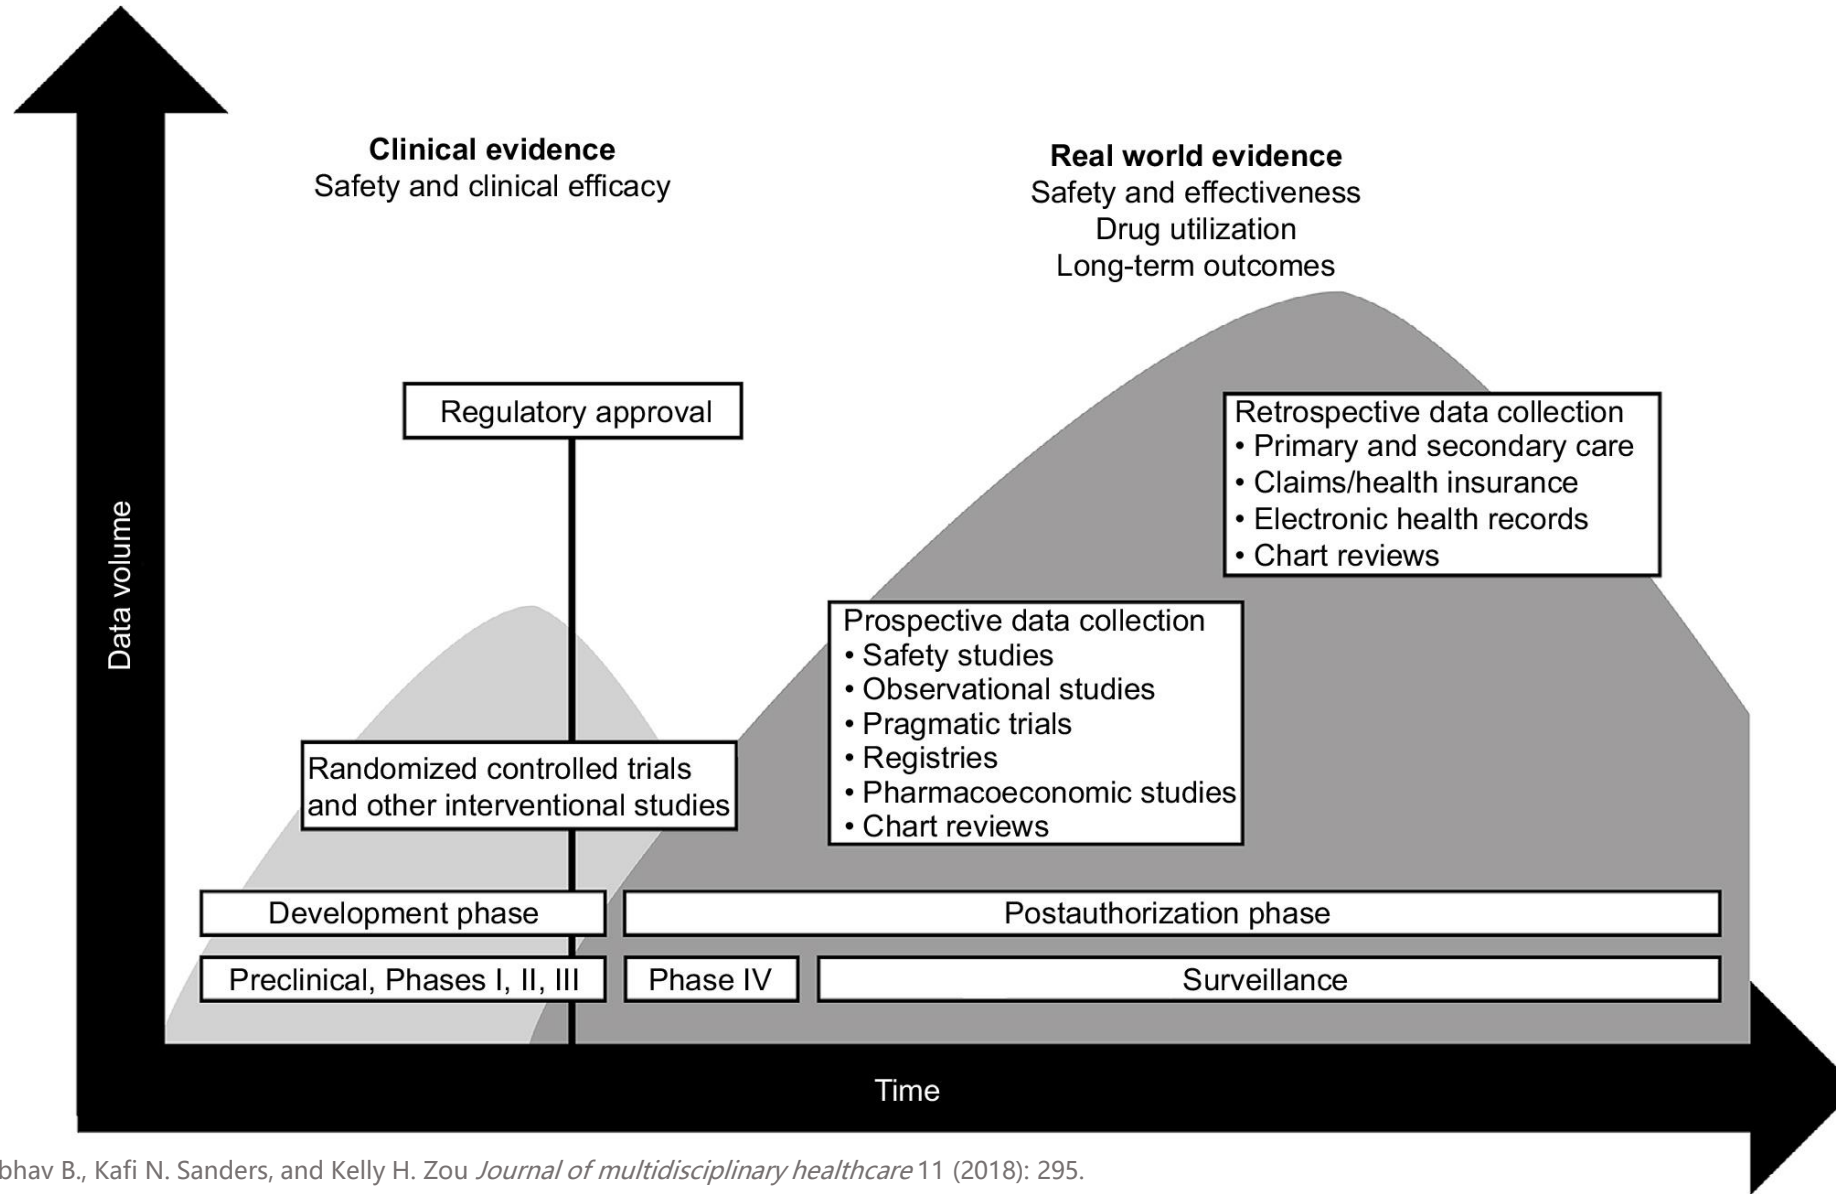 Clinical evidence
Safety and clinical efficacy
Real world evidence
Safety and effectiveness
Drug utilization
Long-term outcomes
Regulatory approval
Retrospective data collection
• Primary and secondary care
• Claims/health insurance
• Electronic health records
• Chart reviews
Data volume
Prospective data collection
• Safety studies
• Observational studies
• Pragmatic trials
• Registries
• Pharmacoeconomic studies
• Chart reviews
Randomized controlled trials
and other interventional studies
Development phase
Postauthorization phase
Preclinical, Phases I, II, III
Phase IV
Surveillance
Time
bhav B., Kafi N. Sanders, and Kelly H. Zou Journal of multidisciplinary healthcare 11 (2018): 295.